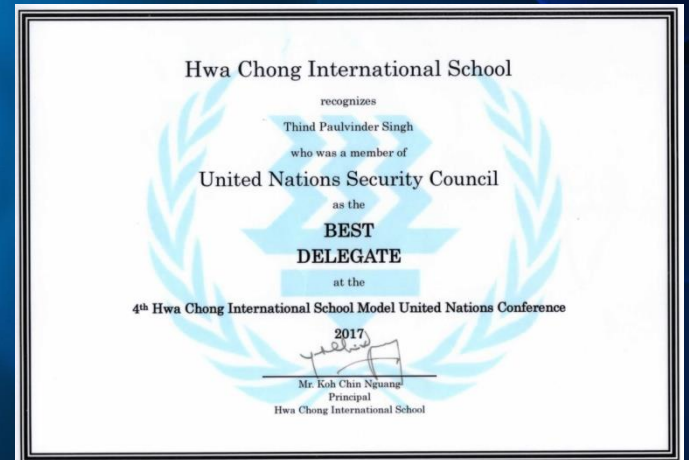 Hwa Chong International School
recognizes
Thind Paulvinder Singh
who was a member of
United Nations Security Council
as the
BEST
DELEGATE
at the
4th Hwa Chong International School Model United Nations Conference
2017
Mr. Koh Chin Nguang
Principal
Hwa Chong International School